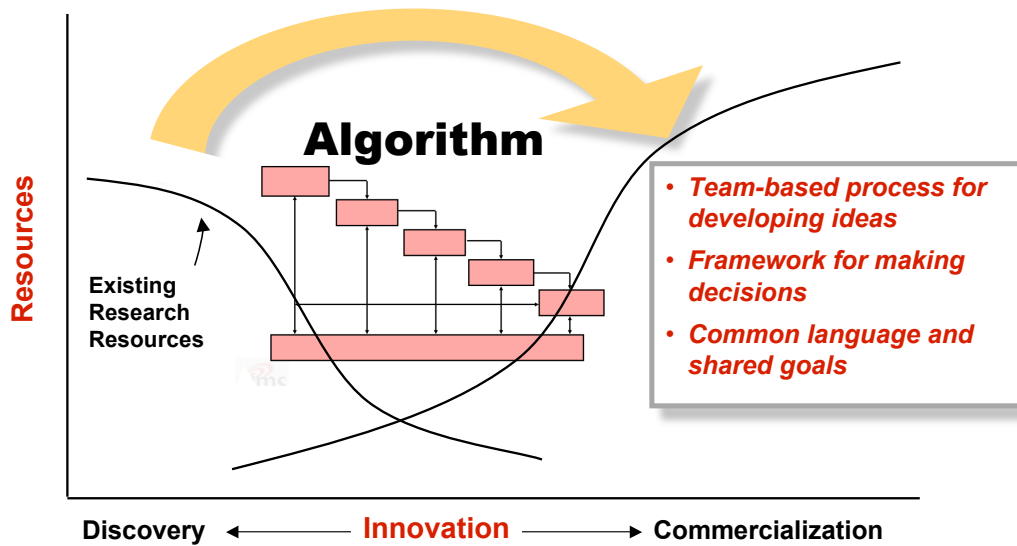 Algorithm
Resources
Existing
Research
Resources
• Team-based process for
developing ideas
• Framework for making
decisions
• Common language and
shared goals
mc
Discovery
Innovation
Commercialization